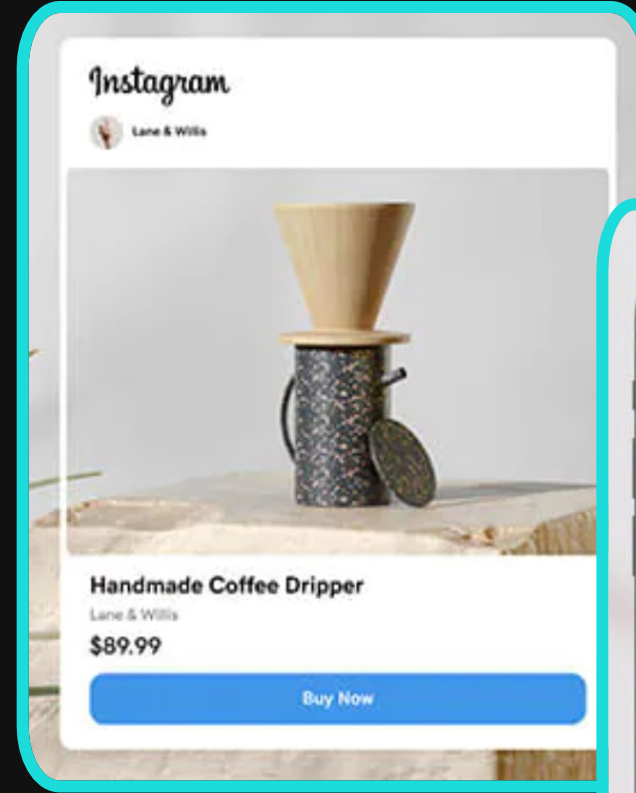 Instagram
Lane & Willis
Handmade Coffee Dripper
Lane & Willis
$89.99
Buy Now